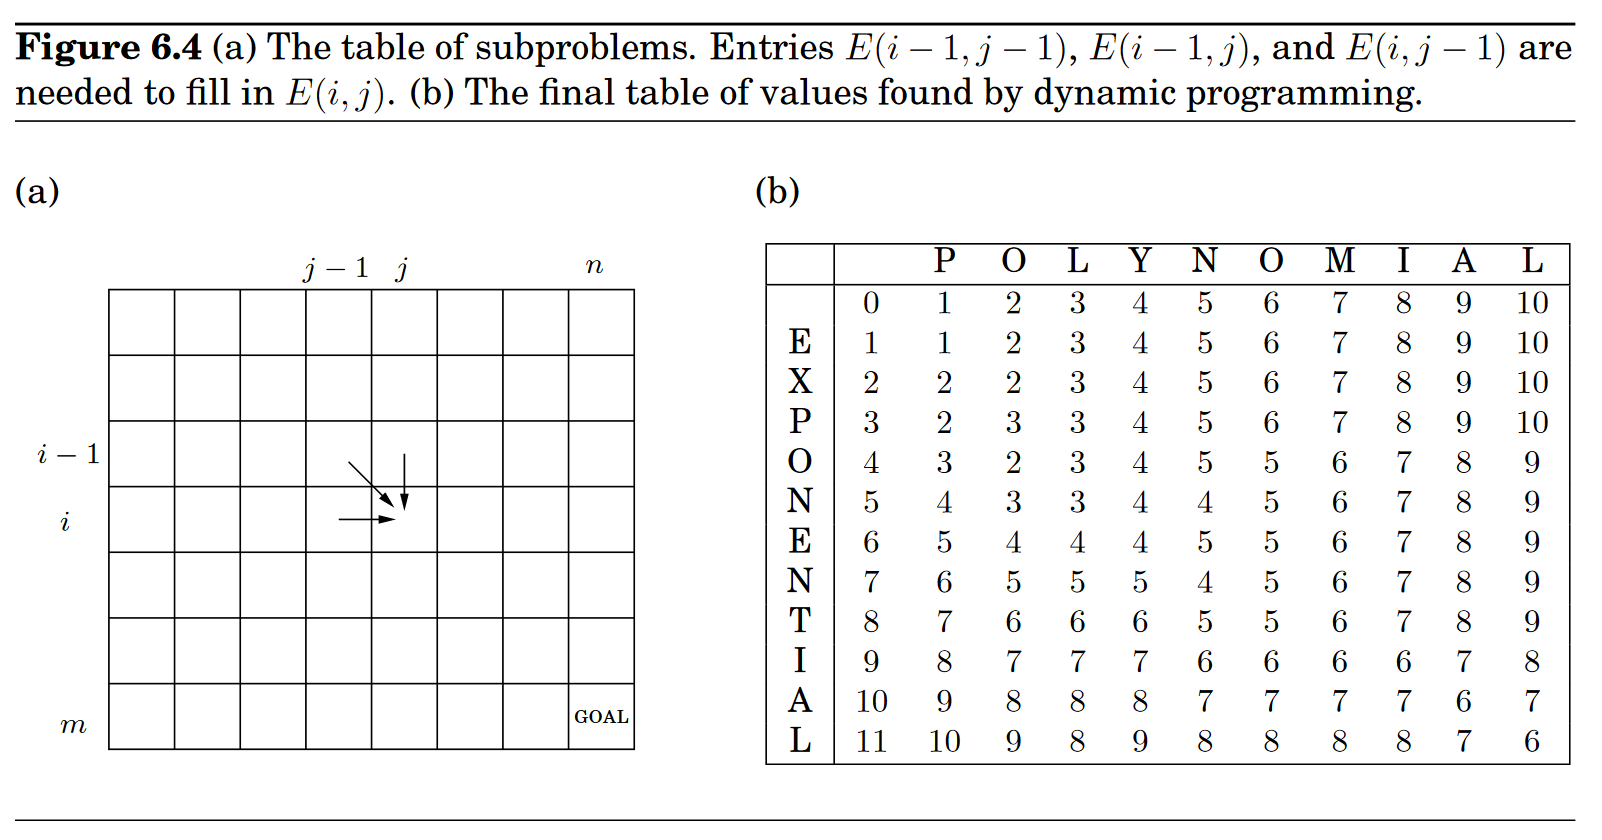 Figure 6.4 (a) The table of subproblems. Entries E(i − 1, j − 1), E(i − 1, j), and E(i, j − 1) are
needed to fill in E(i, j). (b) The final table of values found by dynamic programming.
(a)
j − 1 j n
i − 1
i
m GOAL
(b)
P O L Y N O M I A L
0 1 2 3 4 5 6 7 8 9 10
E 1 1 2 3 4 5 6 7 8 9 10
X 2 2 2 3 4 5 6 7 8 9 10
P 3 2 3 3 4 5 6 7 8 9 10
O 4 3 2 3 4 5 5 6 7 8 9
N 5 4 3 3 4 4 5 6 7 8 9
E 6 5 4 4 4 5 5 6 7 8 9
N 7 6 5 5 5 4 5 6 7 8 9
T 8 7 6 6 6 5 5 6 7 8 9
I 9 8 7 7 7 6 6 6 6 7 8
A 10 9 8 8 8 7 7 7 7 6 7
L 11 10 9 8 9 8 8 8 8 7 6